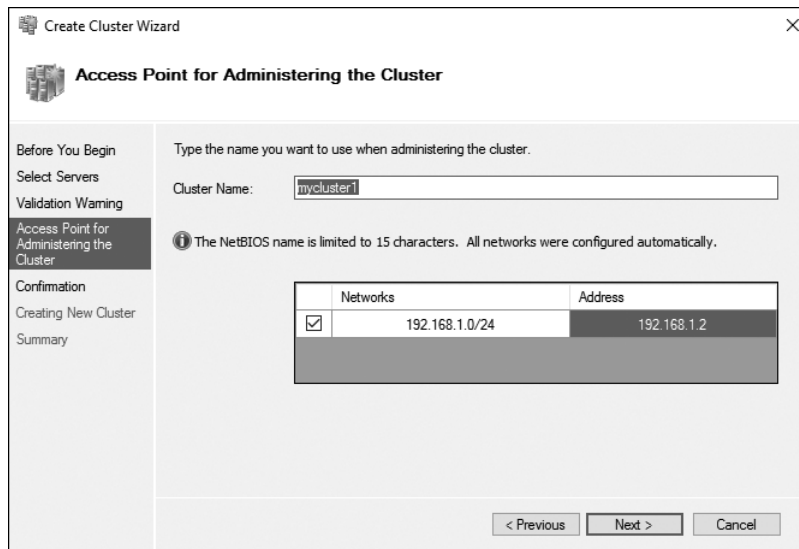 Create Cluster Wizard
Access Point for Administering the Cluster
Before You Begin
Select Servers
Validation Warning
Access Point for
Administering the
Cluster
Confirmation
Creating New Cluster
Summary
Type the name you want to use when administering the cluster.
Cluster Name: mycluster1
The NetBIOS name is limited to 15 characters. All networks were configured automatically.
Networks Address
192.168.1.0/24 192.168.1.2
< Previous Next > Cancel